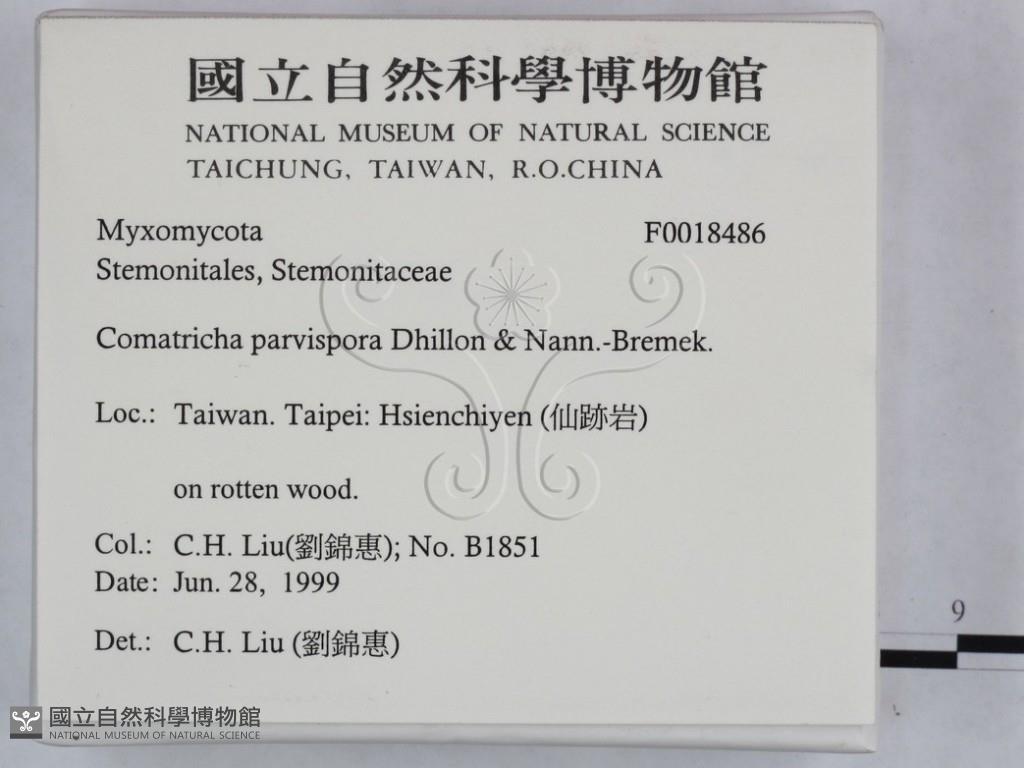 國立自然科學博物館
NATIONAL MUSEUM OF NATURAL SCIENCE
TAICHUNG, TAIWAN, R.O.CHINA
Myxomycota F0018486
Stemonitales, Stemonitaceae
Comatricha parvispora Dhillon & Nann.-Bremek.
Loc.: Taiwan. Taipei: Hsienchiyen (仙跡岩)
on rotten wood.
Col.: C.H. Liu(劉錦惠); No. B1851
Date: Jun. 28, 1999
Det.: C.H. Liu (劉錦惠)
9
國立自然科學博物館
NATIONAL MUSEUM OF NATURAL SCIENCE